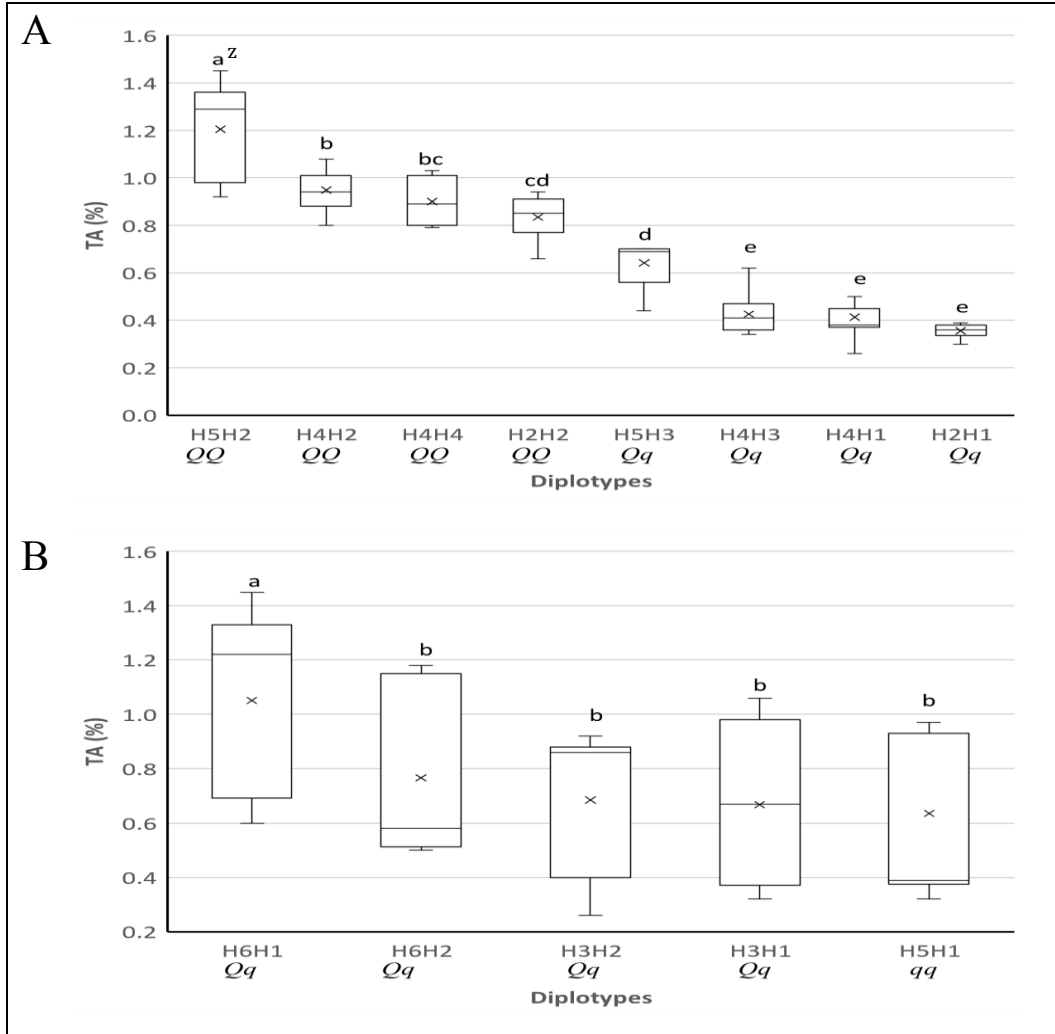 A
1.6
1.4
1.2
1.0
0.8
0.6
0.4
0.2
0.0
TA (%)
a z
b
bc
cd
d
e
e
e
H5H2 H4H2 H4H4 H2H2 H5H3 H4H3 H4H1 H2H1
QQ QQ QQ QQ Qq Qq Qq Qq
Diplotypes
B
1.6
1.4
1.2
1.0
0.8
0.6
0.4
0.2
TA (%)
a
b
b
b
b
H6H1 H6H2 H3H2 H3H1 H5H1
Qq Qq Qq Qq qq
Diplotypes